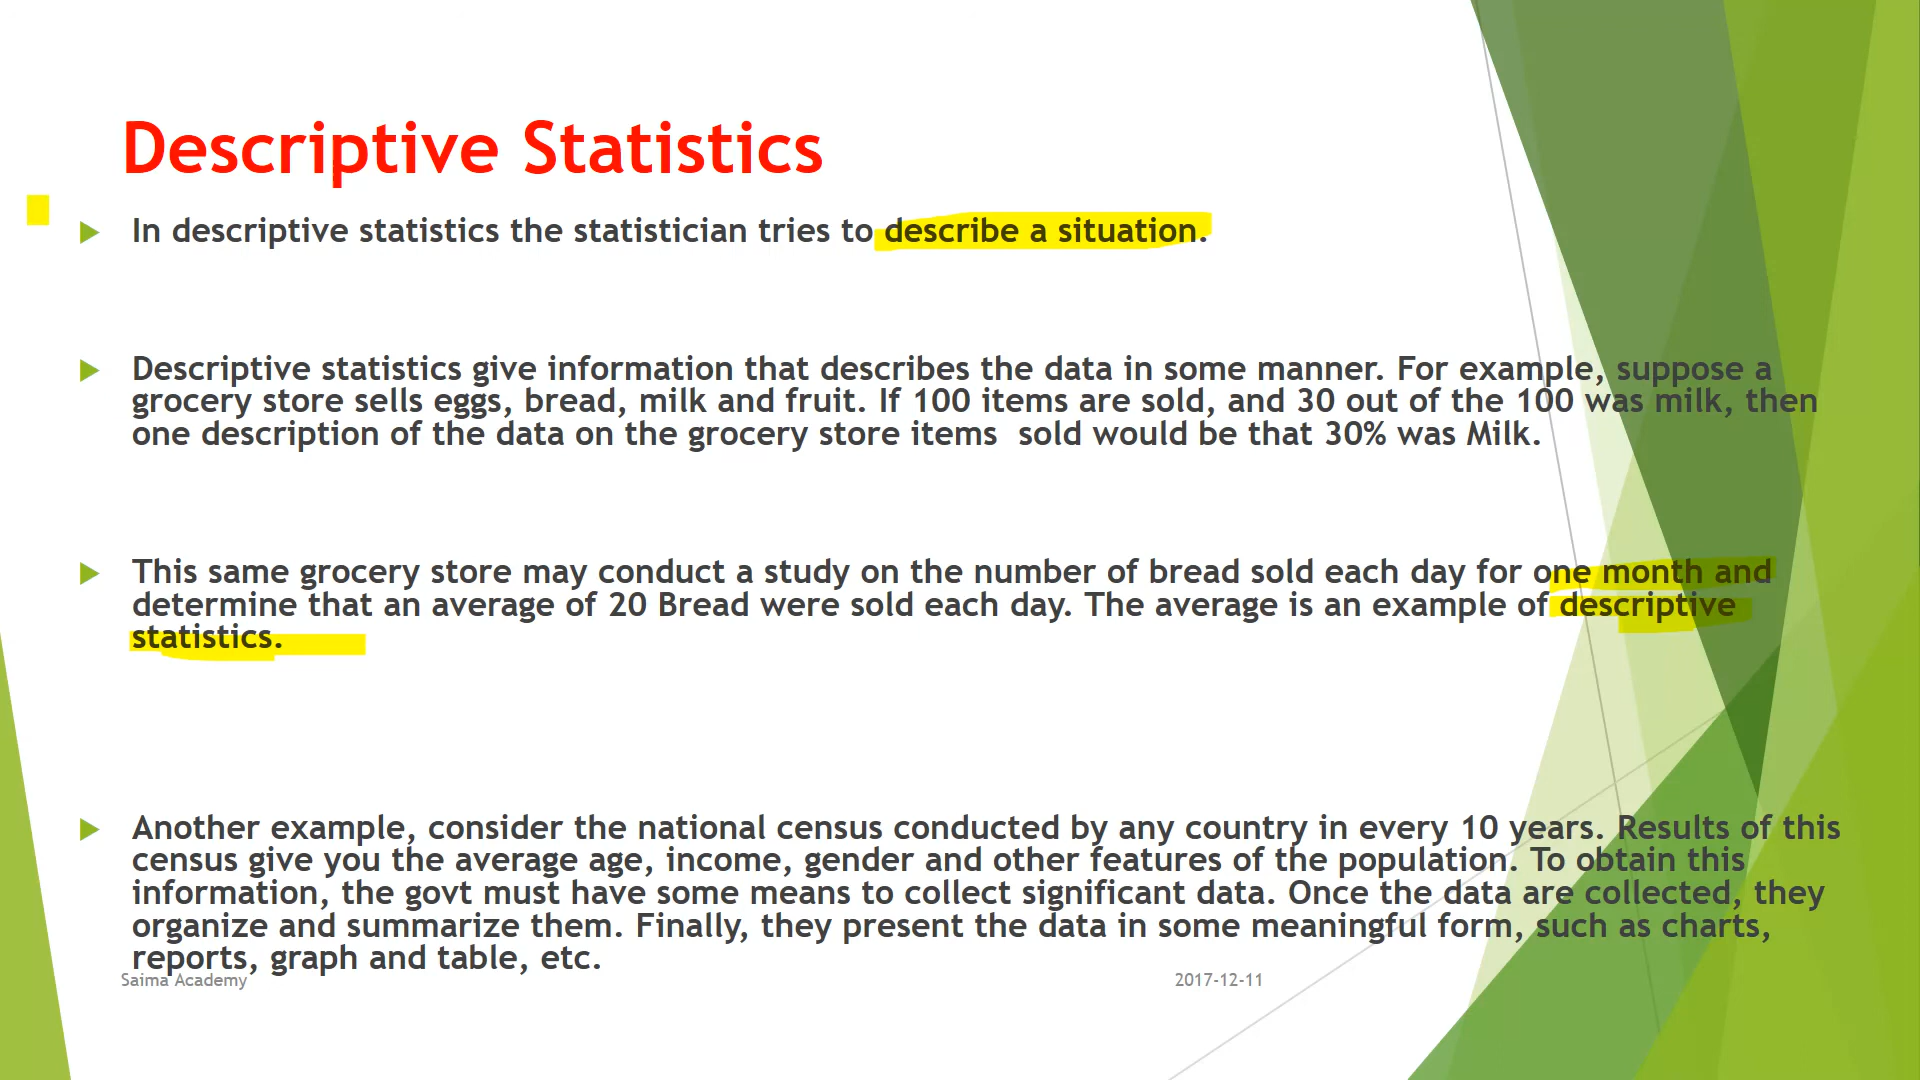 Descriptive Statistics
In descriptive statistics the statistician tries to describe a situation.
Descriptive statistics give information that describes the data in some manner. For example, suppose a
grocery store sells eggs, bread, milk and fruit. If 100 items are sold, and 30 out of the 100 was milk, then
one description of the data on the grocery store items  sold would be that 30% was Milk.
This same grocery store may conduct a study on the number of bread sold each day for one month and
determine that an average of 20 Bread were sold each day. The average is an example of descriptive
statistics.
Another example, consider the national census conducted by any country in every 10 years. Results of this
census give you the average age, income, gender and other features of the population. To obtain this
information, the govt must have some means to collect significant data. Once the data are collected, they
organize and summarize them. Finally, they present the data in some meaningful form, such as charts,
reports, graph and table, etc.
Saima Academy
2017-12-11